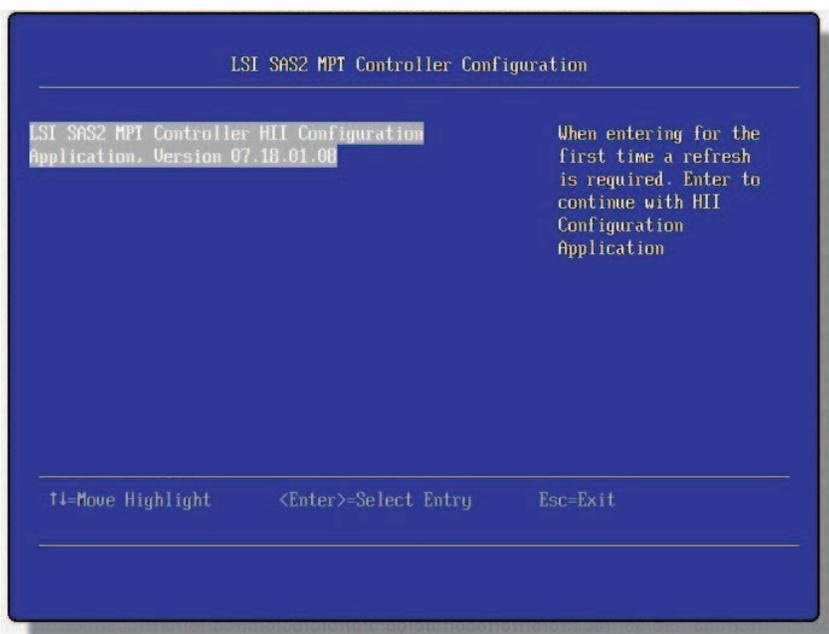 LSI SAS2 MPT Controller Configuration
LSI SAS2 MPT Controller HII Configuration
Application, Version 07.18.01.08
When entering for the
first time a refresh
is required. Enter to
continue with HII
Configuration
Application
↑↓=Move Highlight <Enter>=Select Entry Esc=Exit